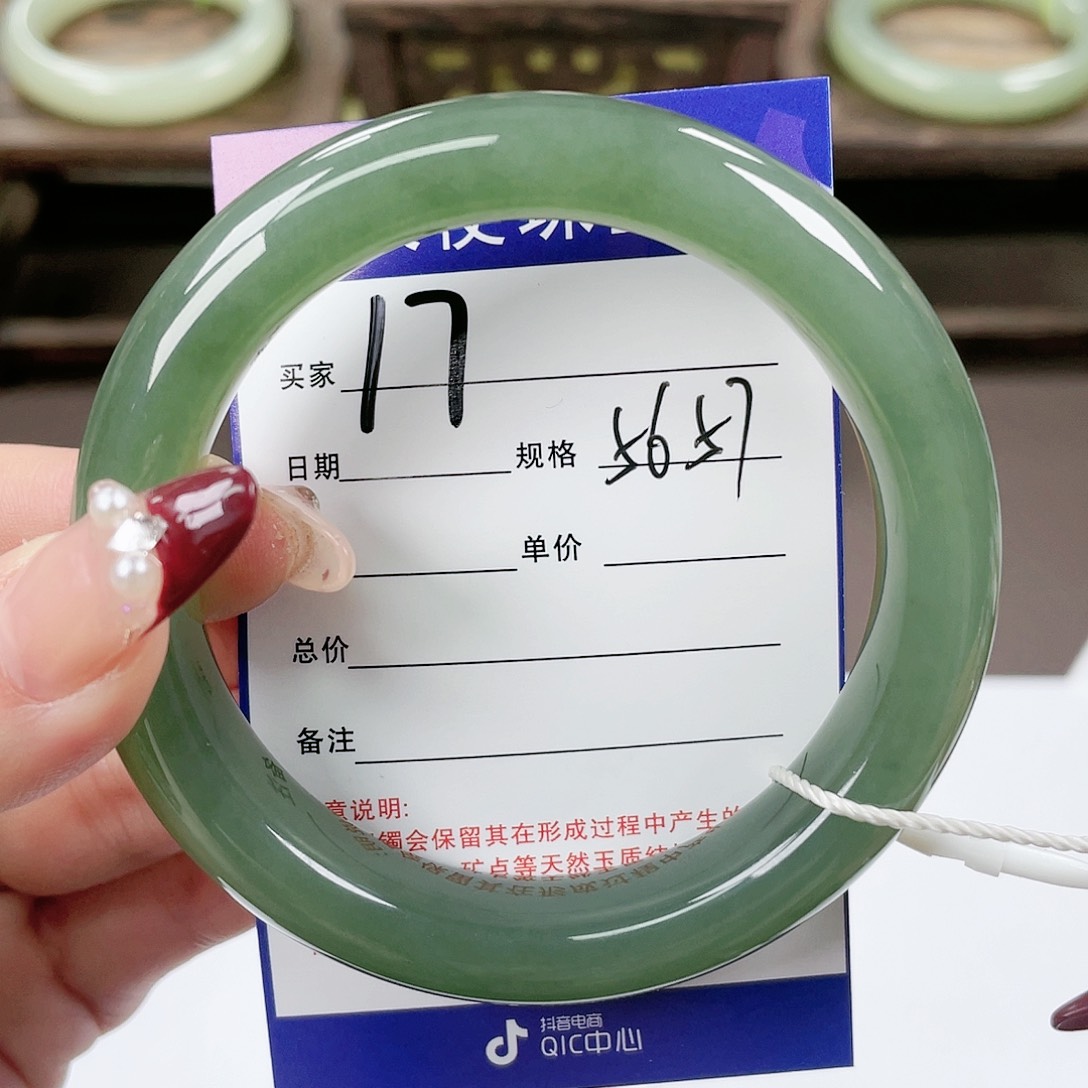 买家 17
日期 规格 5657
单价
总价
备注
意说明:
镯会保留其在形成过程中产生的
矿点等天然玉质结
抖音电商
QIC中心